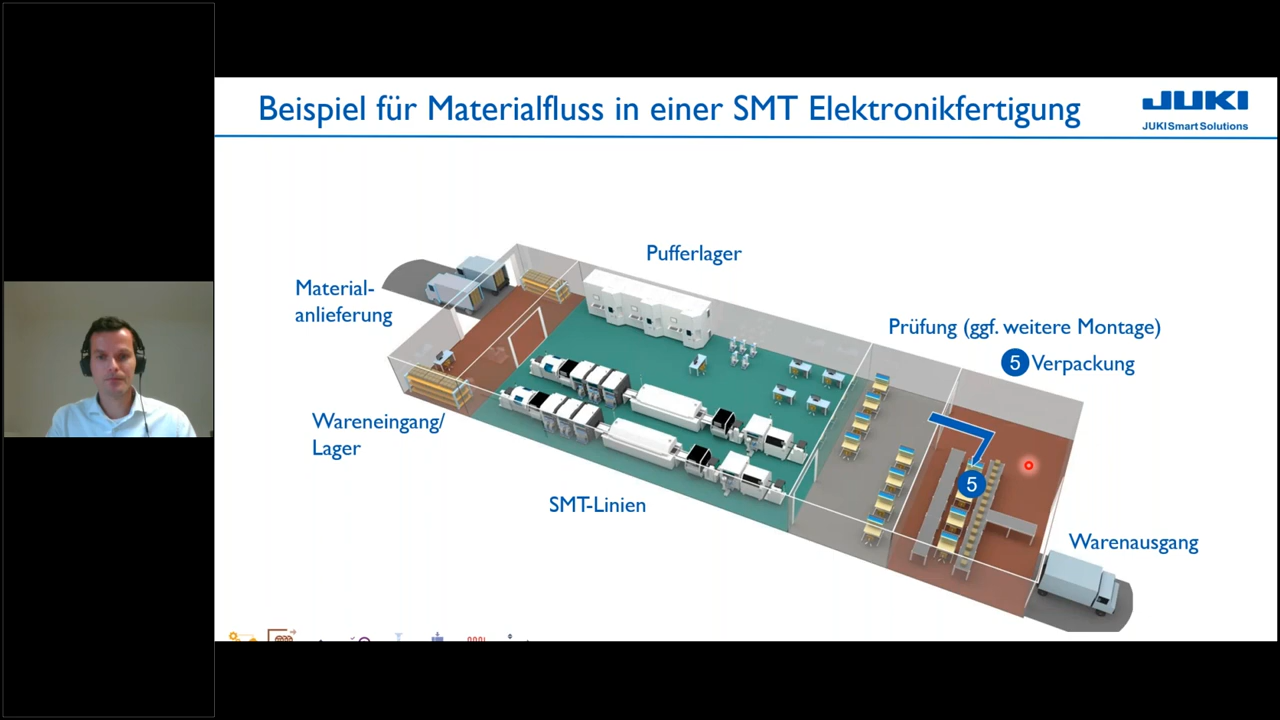 Beispiel für Materialfluss in einer SMT Elektronikfertigung
JUKI
JUKI Smart Solutions
Pufferlager
Material-
anlieferung
Prüfung (ggf. weitere Montage)
5 Verpackung
Wareneingang/
Lager
5
SMT-Linien
Warenausgang